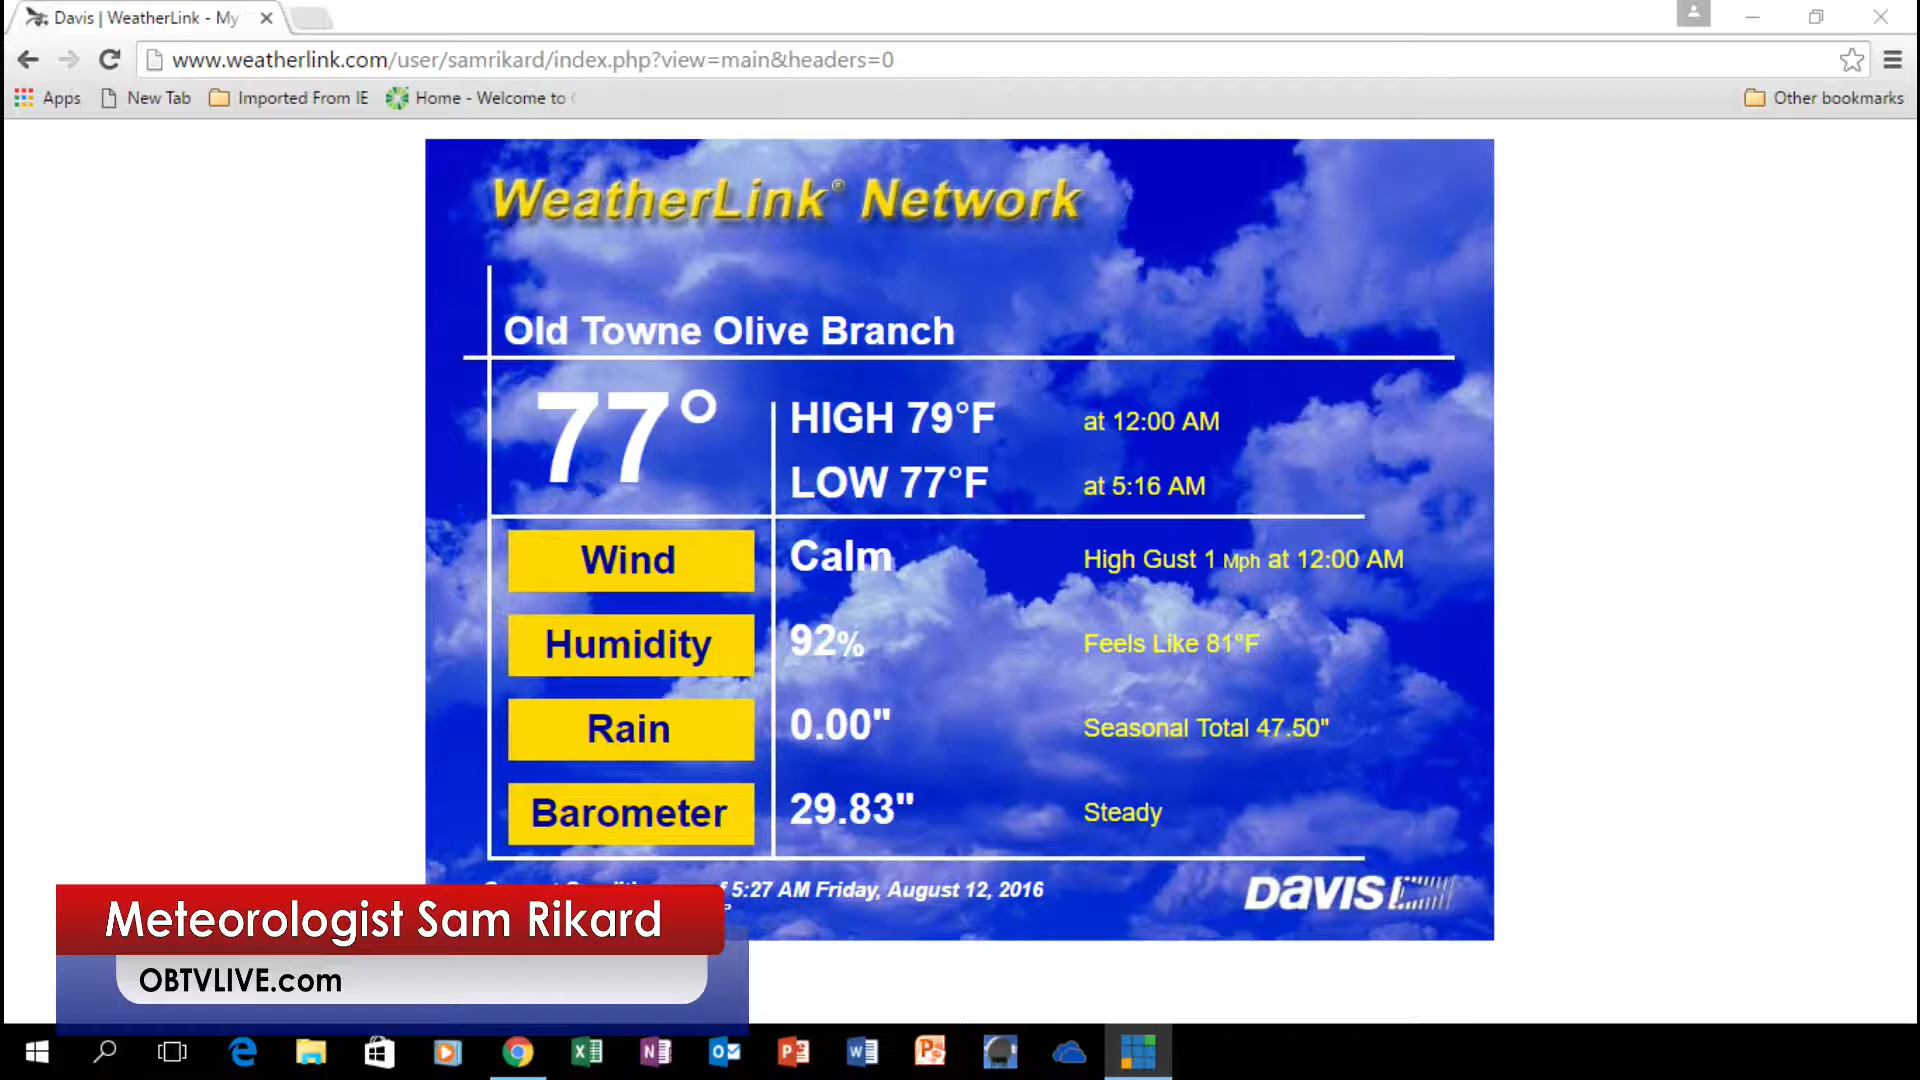 Davis | WeatherLink - My
www.weatherlink.com/user/samrikard/index.php?view=main&headers=0
Apps New Tab Imported From IE Home - Welcome to Other bookmarks
WeatherLink® Network
Old Towne Olive Branch
77°
HIGH 79°F at 12:00 AM
LOW 77°F at 5:16 AM
Wind Calm High Gust 1 Mph at 12:00 AM
Humidity 92% Feels Like 81°F
Rain 0.00" Seasonal Total 47.50"
Barometer 29.83" Steady
5:27 AM Friday, August 12, 2016
DAVIS
Meteorologist Sam Rikard
OBTVLIVE.com